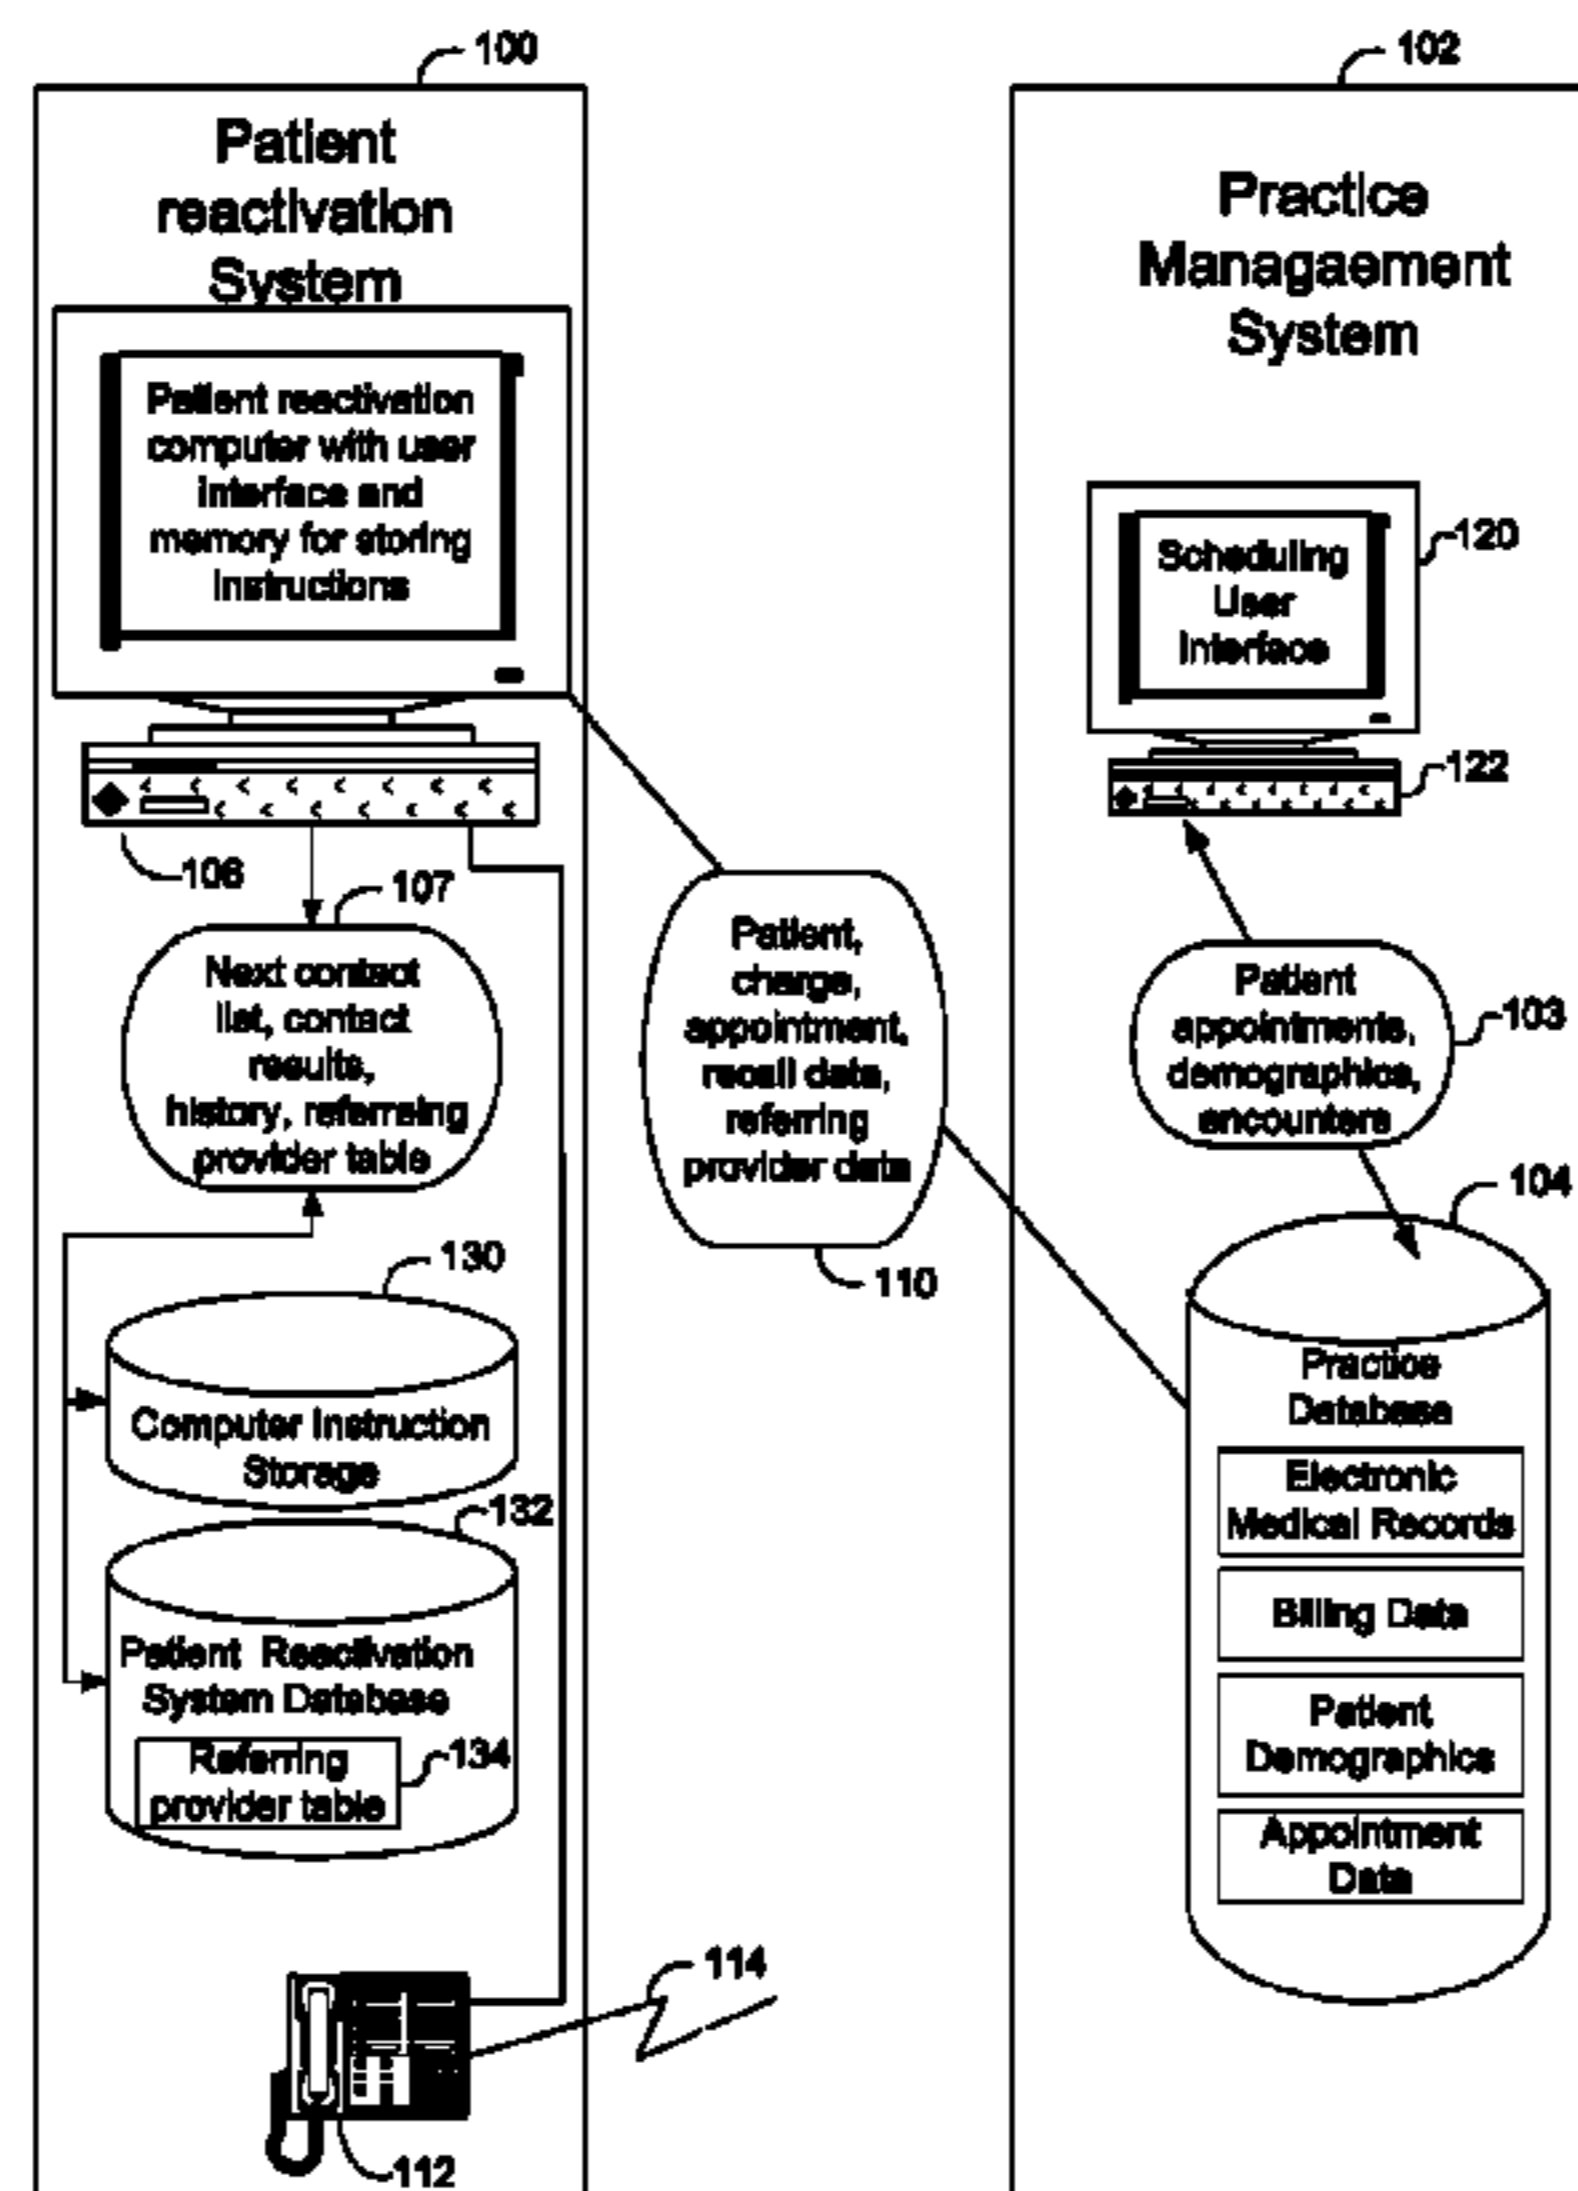 100
Patient
reactivation
System
Patient reactivation
computer with user
interface and
memory for storing
instructions
106
107
Next contact
list, contact
results,
history, referreing
provider table
130
Computer Instruction
Storage
132
Patient Reactivation
System Database
Referring
provider table
134
112
114
Patient,
charge,
appointment,
recall data,
referring
provider data
110
102
Practice
Managaement
System
Scheduling
User
Interface
120
122
Patient
appointments,
demographics,
encounters
103
104
Practice
Database
Electronic
Medical Records
Billing Data
Patient
Demographics
Appointment
Data